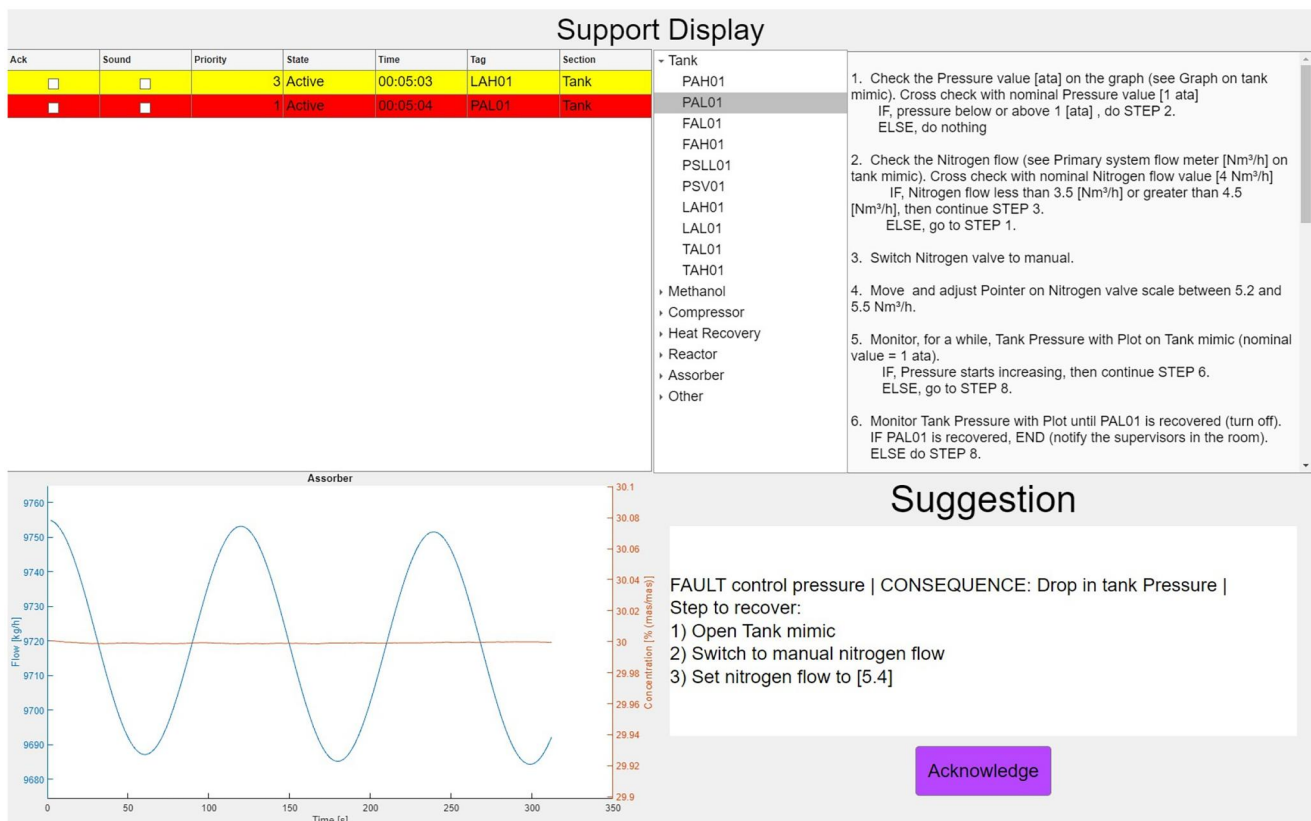 Support Display
Ack Sound Priority State Time Tag Section
3 Active 00:05:03 LAH01 Tank
1 Active 00:05:04 PAL01 Tank
Tank
PAH01
PAL01
FAL01
FAH01
PSLL01
PSV01
LAH01
LAL01
TAL01
TAH01
Methanol
Compressor
Heat Recovery
Reactor
Assorber
Other
1. Check the Pressure value [ata] on the graph (see Graph on tank
mimic). Cross check with nominal Pressure value [1 ata]
IF, pressure below or above 1 [ata] , do STEP 2.
ELSE, do nothing
2. Check the Nitrogen flow (see Primary system flow meter [Nm³/h] on
tank mimic). Cross check with nominal Nitrogen flow value [4 Nm³/h]
IF, Nitrogen flow less than 3.5 [Nm³/h] or greater than 4.5
[Nm³/h], then continue STEP 3.
ELSE, go to STEP 1.
3. Switch Nitrogen valve to manual.
4. Move and adjust Pointer on Nitrogen valve scale between 5.2 and
5.5 Nm³/h.
5. Monitor, for a while, Tank Pressure with Plot on Tank mimic (nominal
value = 1 ata).
IF, Pressure starts increasing, then continue STEP 6.
ELSE, go to STEP 8.
6. Monitor Tank Pressure with Plot until PAL01 is recovered (turn off).
IF PAL01 is recovered, END (notify the supervisors in the room).
ELSE do STEP 8.
Assorber
9760
9750
9740
9730
9720
9710
9700
9690
9680
Flow [kg/h]
30.1
30.08
30.06
30.04
30.02
30
29.98
29.96
29.94
29.92
29.9
Concentration [% (mas/mas)]
0 50 100 150 200 250 300 350
Time [s]
Suggestion
FAULT control pressure | CONSEQUENCE: Drop in tank Pressure |
Step to recover:
1) Open Tank mimic
2) Switch to manual nitrogen flow
3) Set nitrogen flow to [5.4]
Acknowledge